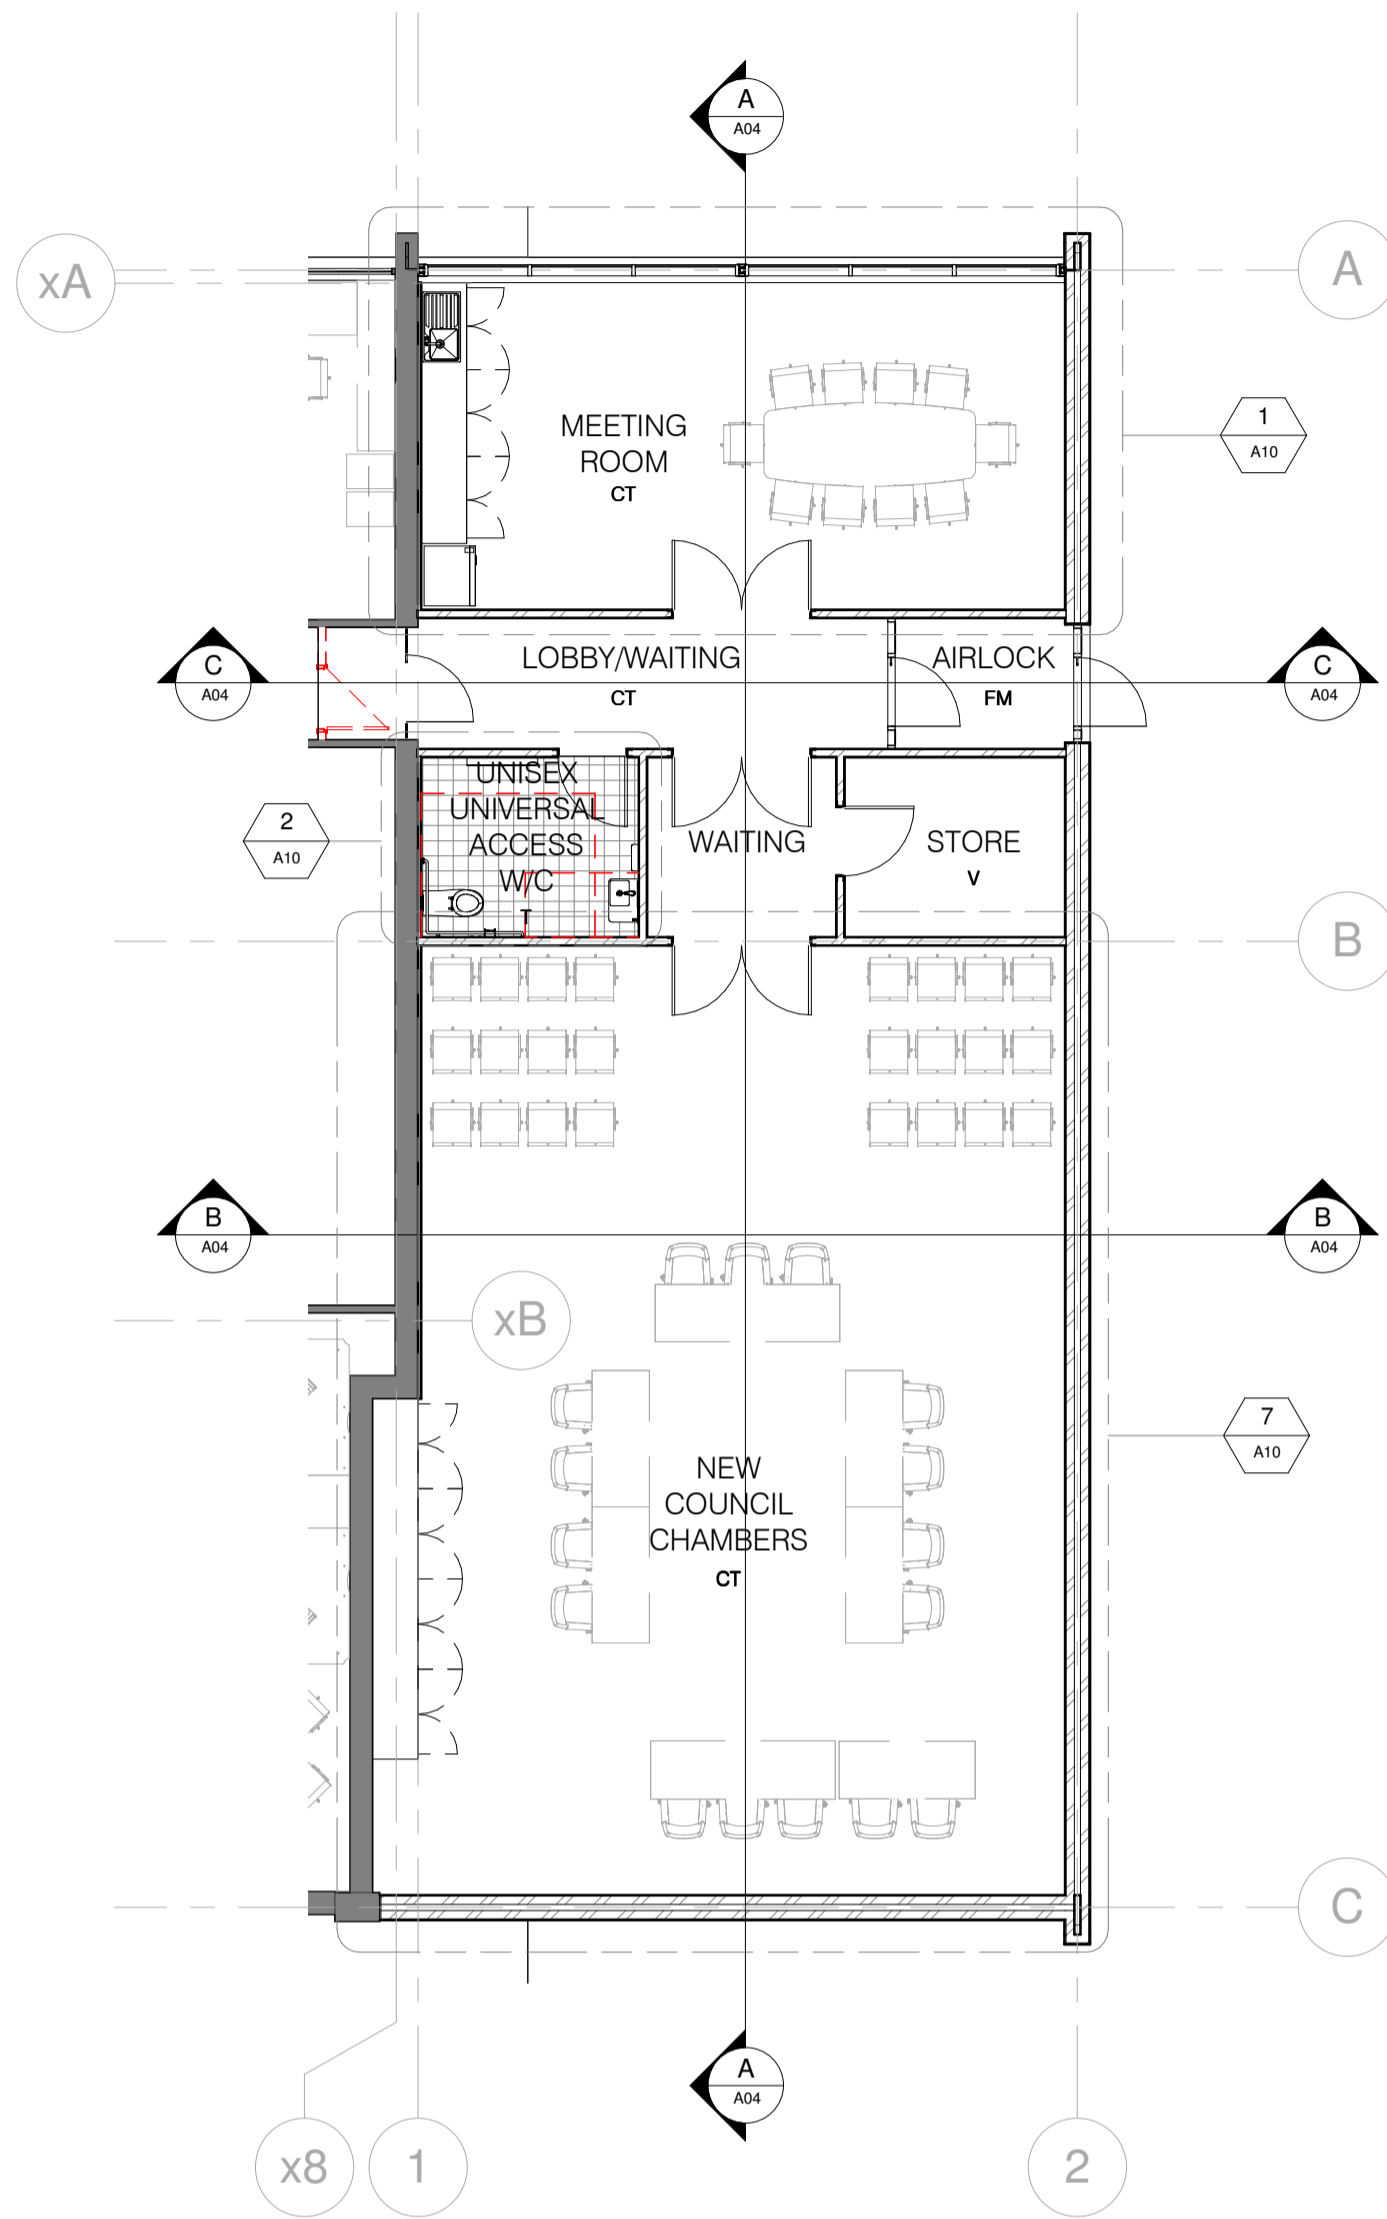 A
A04
xA
A
MEETING
ROOM
CT
1
A10
C
A04
LOBBY/WAITING
CT
AIRLOCK
FM
C
A04
2
A10
UNISEX
UNIVERSAL
ACCESS
W/C
T
WAITING
STORE
V
B
B
A04
B
A04
xB
7
A10
NEW
COUNCIL
CHAMBERS
CT
C
A
A04
x8
1
2